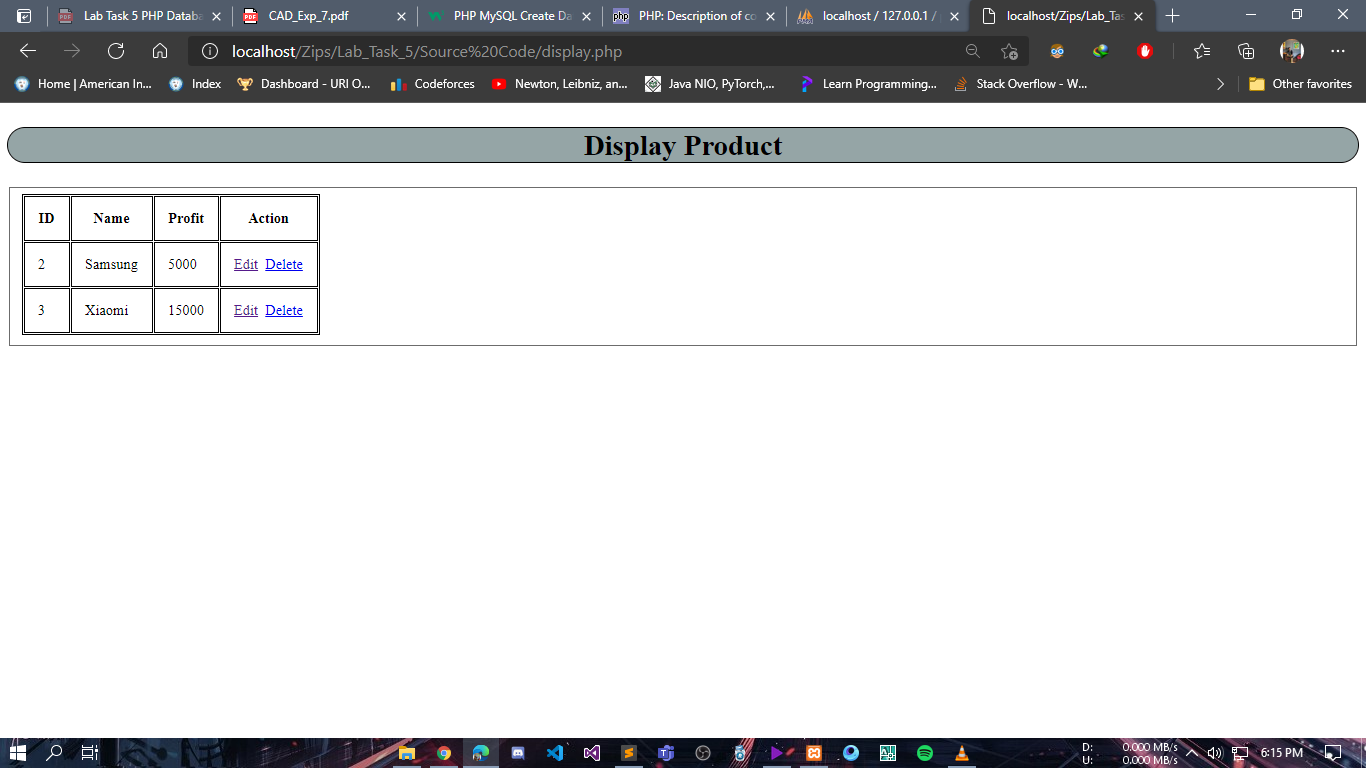 Lab Task 5 PHP Databa
CAD_Exp_7.pdf
PHP MySQL Create Da
PHP: Description of co
localhost / 127.0.0.1 /
localhost/Zips/Lab_Tas
localhost/Zips/Lab_Task_5/Source%20Code/display.php
Home | American In...
Index
Dashboard - URI O...
Codeforces
Newton, Leibniz, an...
Java NIO, PyTorch,...
Learn Programming...
Stack Overflow - W...
Other favorites
Display Product
ID Name Profit Action
2 Samsung 5000 Edit Delete
3 Xiaomi 15000 Edit Delete
D: 0.000 MB/s
U: 0.000 MB/s
6:15 PM